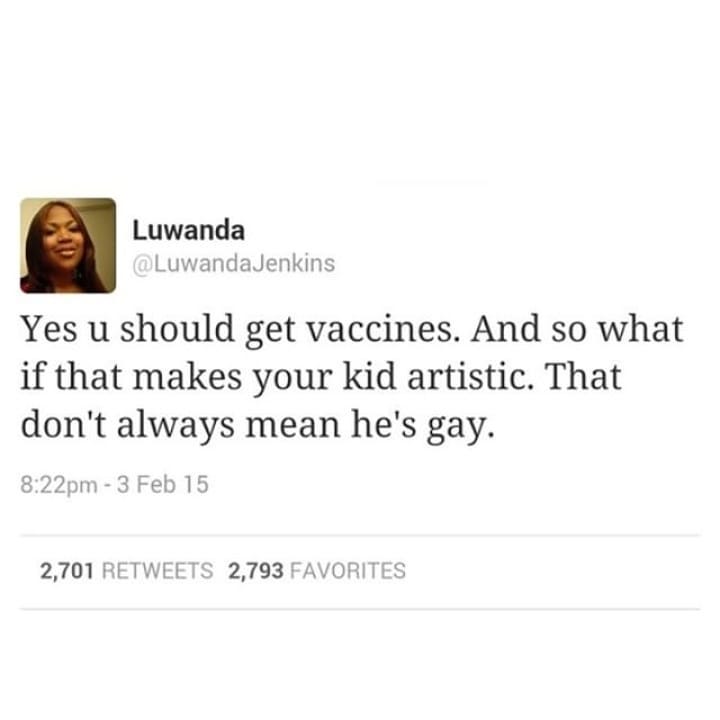 Luwanda
@LuwandaJenkins
Yes u should get vaccines. And so what
if that makes your kid artistic. That
don't always mean he's gay.
8:22pm - 3 Feb 15
2,701 RETWEETS 2,793 FAVORITES